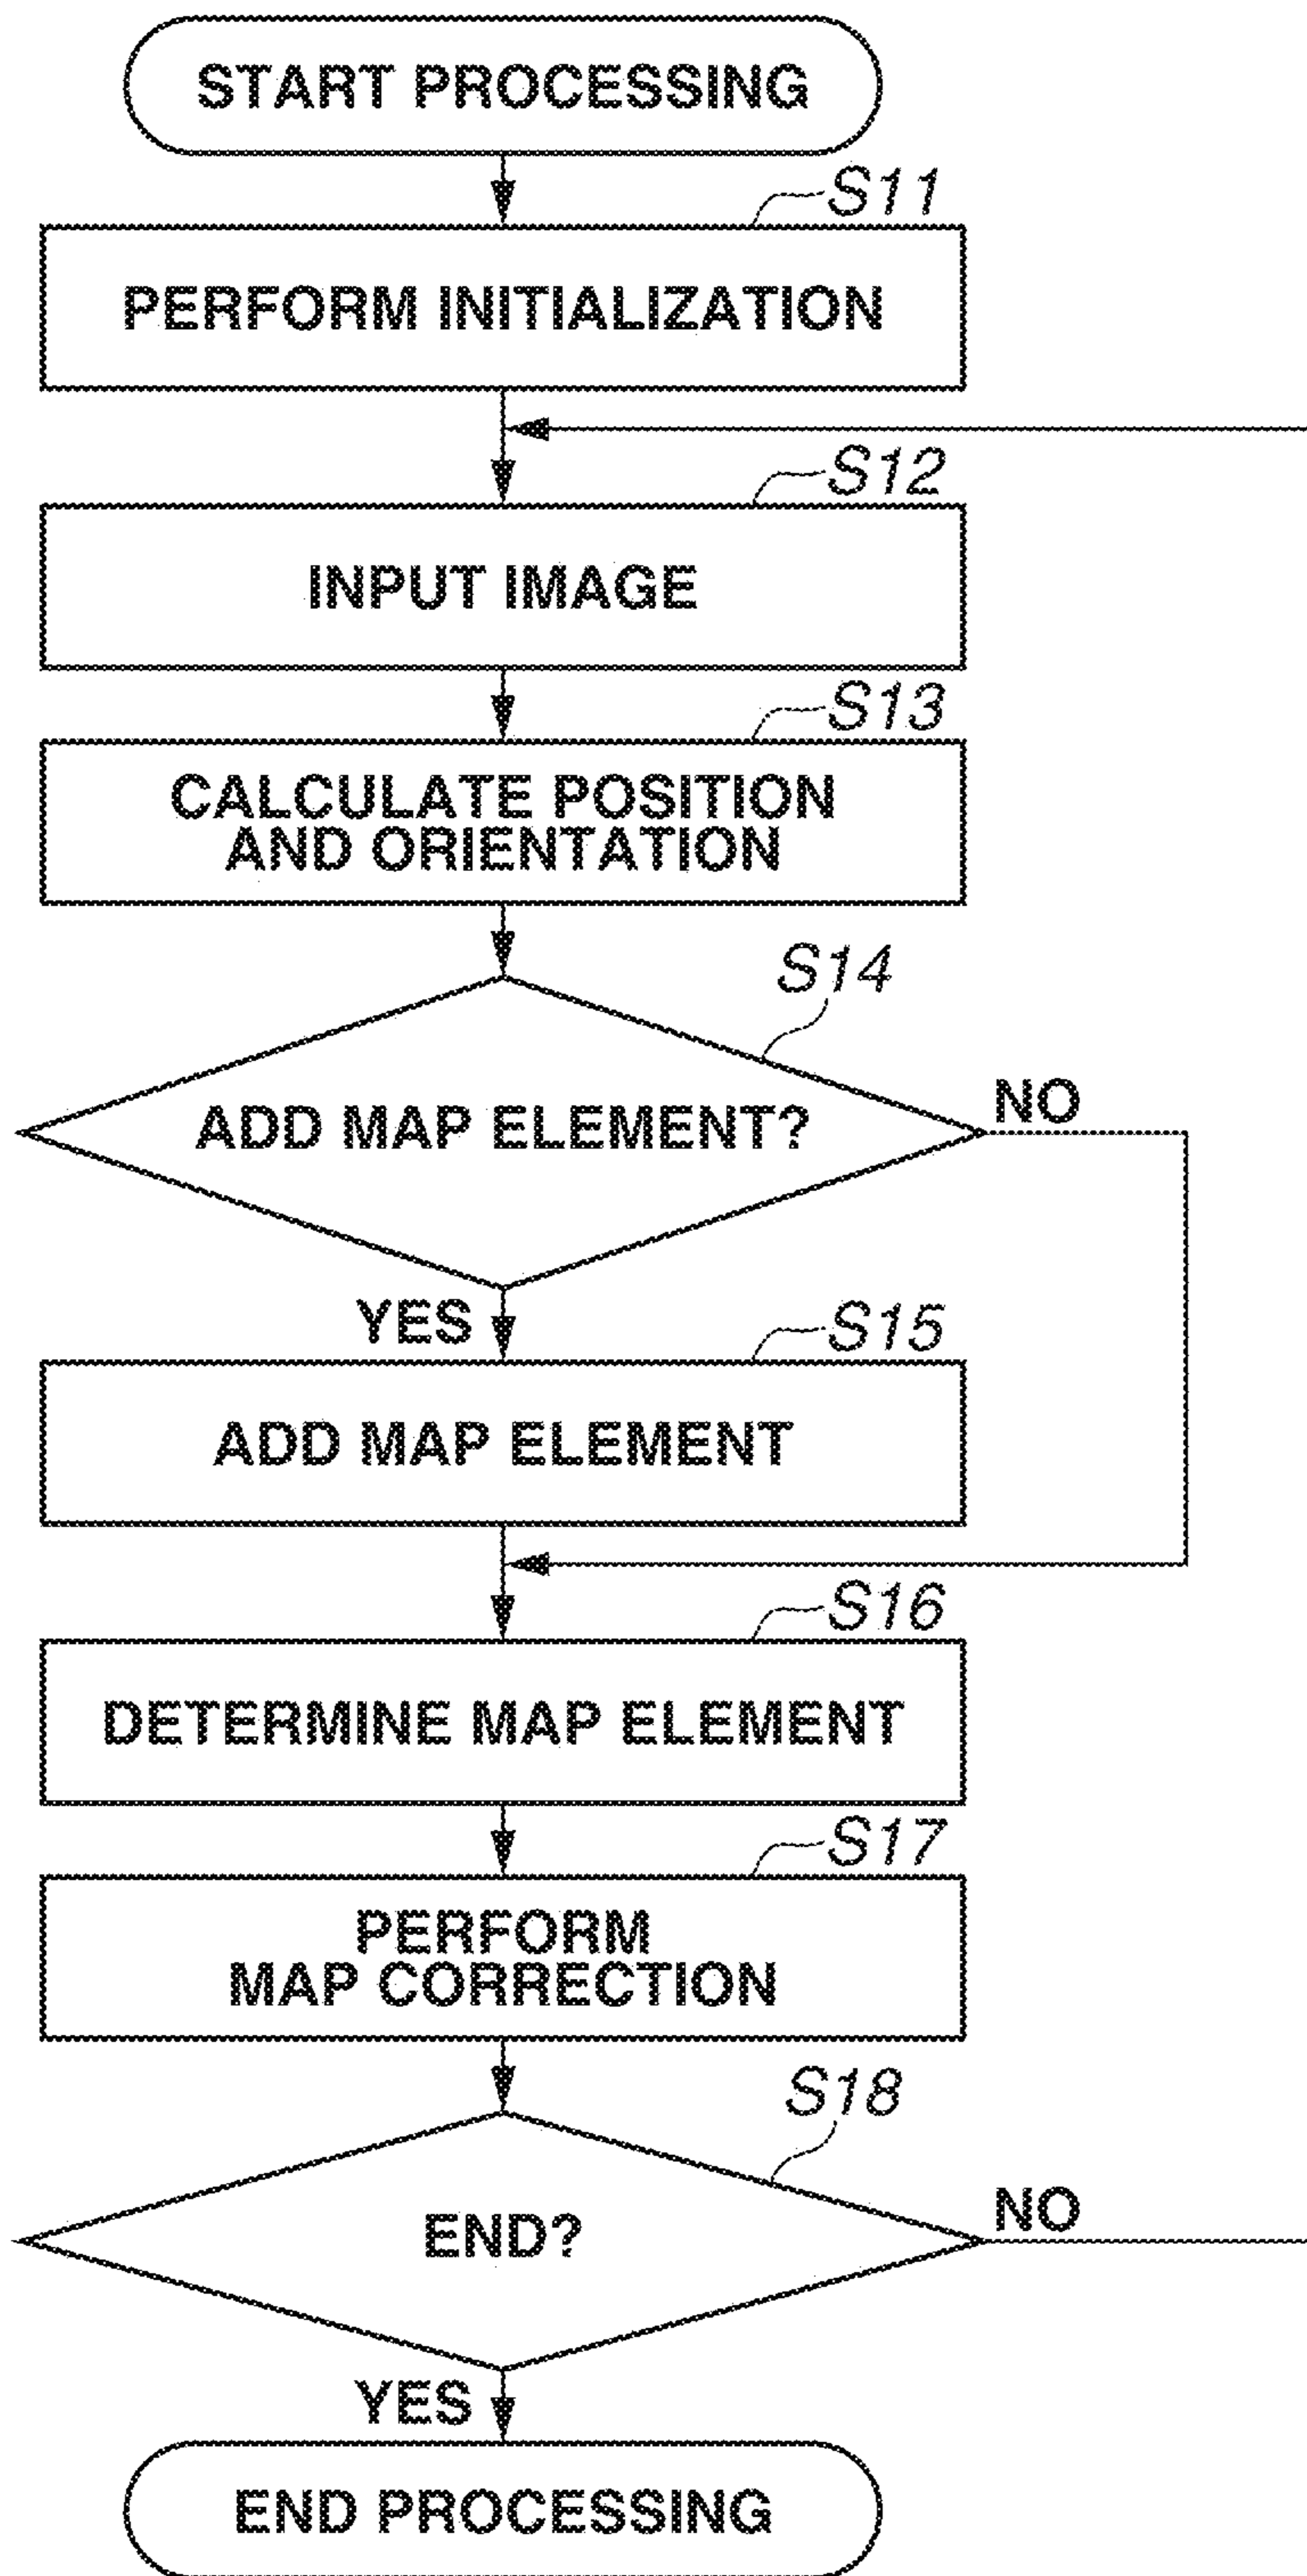 START PROCESSING
S11
PERFORM INITIALIZATION
S12
INPUT IMAGE
S13
CALCULATE POSITION
AND ORIENTATION
S14
ADD MAP ELEMENT?
NO
YES
S15
ADD MAP ELEMENT
S16
DETERMINE MAP ELEMENT
S17
PERFORM
MAP CORRECTION
S18
END?
NO
YES
END PROCESSING